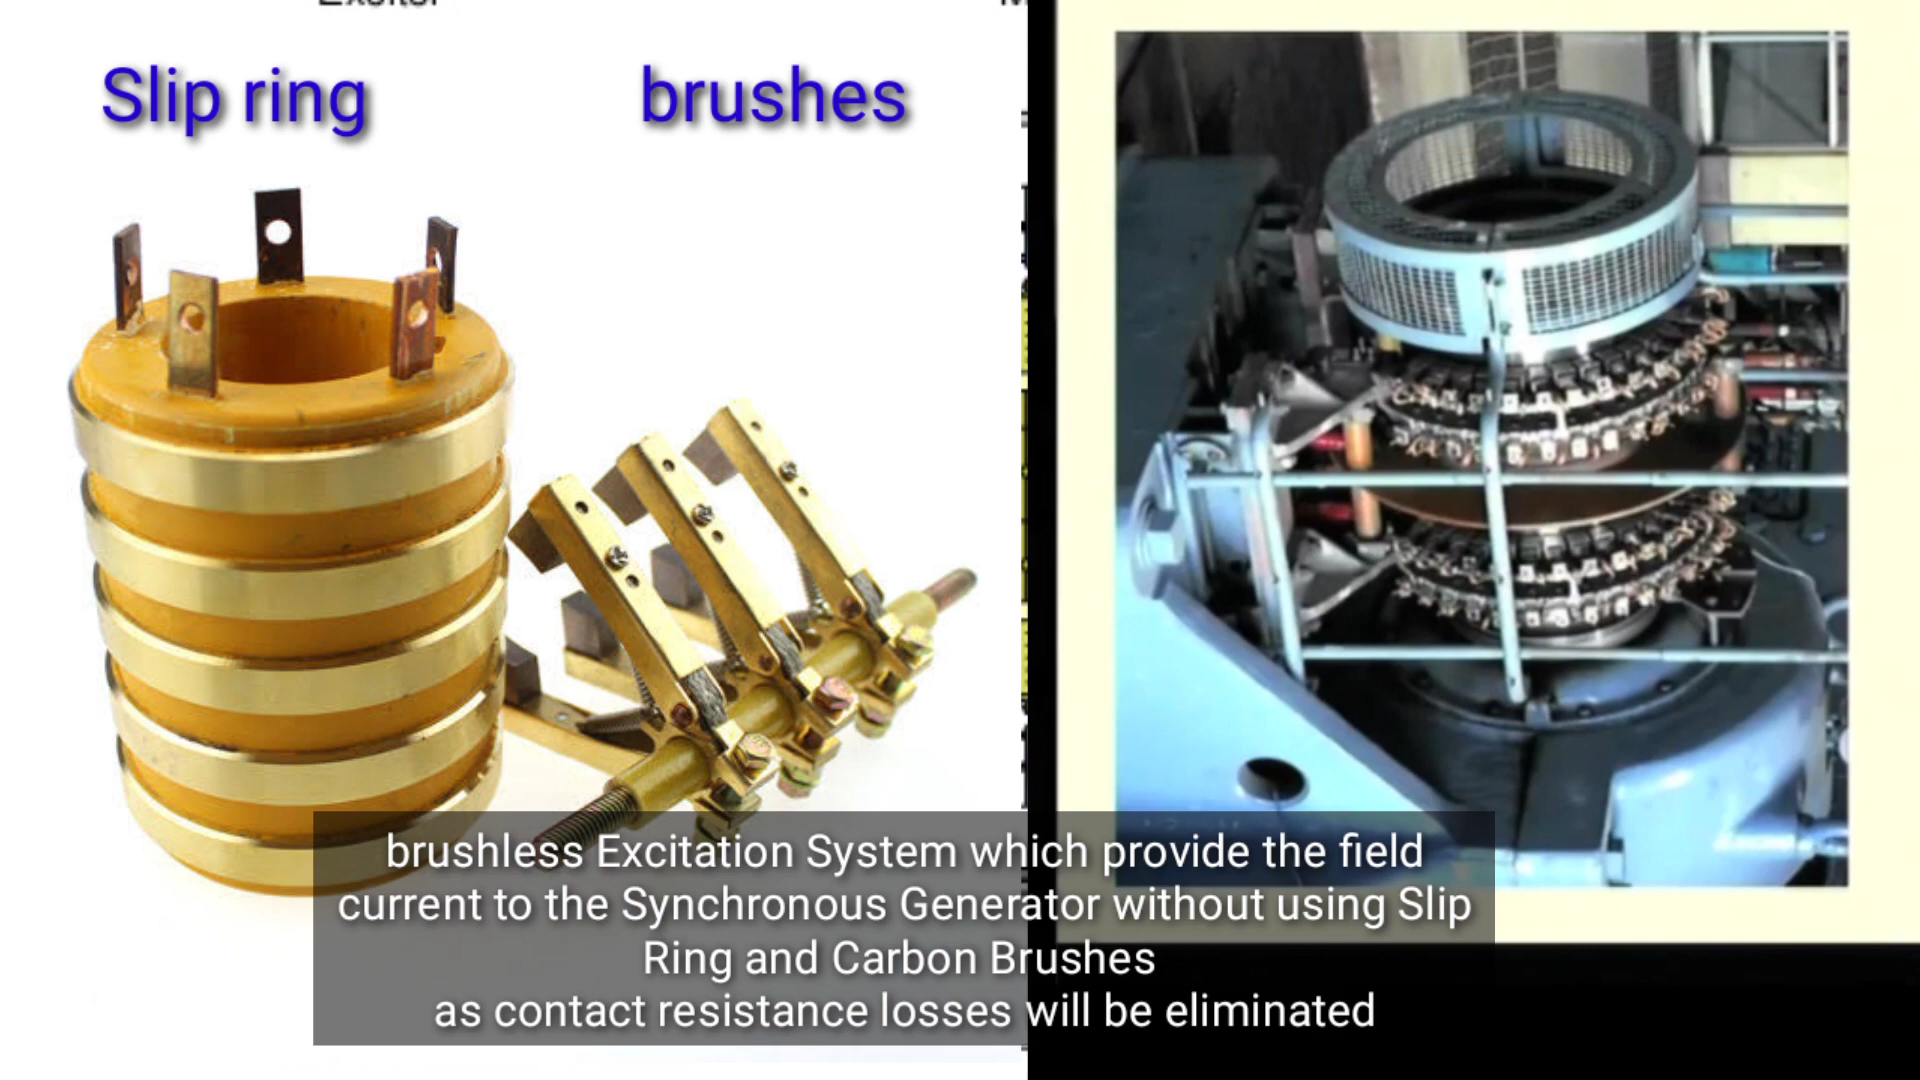 Slip ring
brushes
brushless Excitation System which provide the field
current to the Synchronous Generator without using Slip
Ring and Carbon Brushes
as contact resistance losses will be eliminated